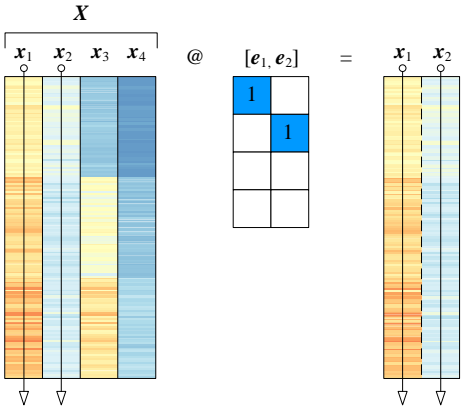 X
x₁ x₂ x₃ x₄ @ [e₁, e₂] = x₁ x₂
1
1